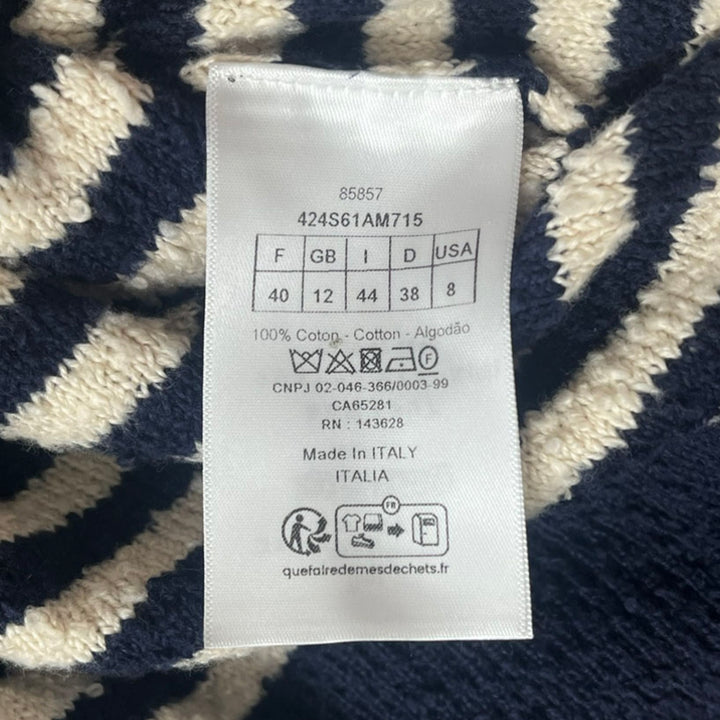 85857
424S61AM715
F GB I D USA
40 12 44 38 8
100% Coton - Cotton - Algodão
F
CNPJ 02-046-366/0003-99
CA65281
RN : 143628
Made In ITALY
ITALIA
FR
quefairedemesdechets.fr